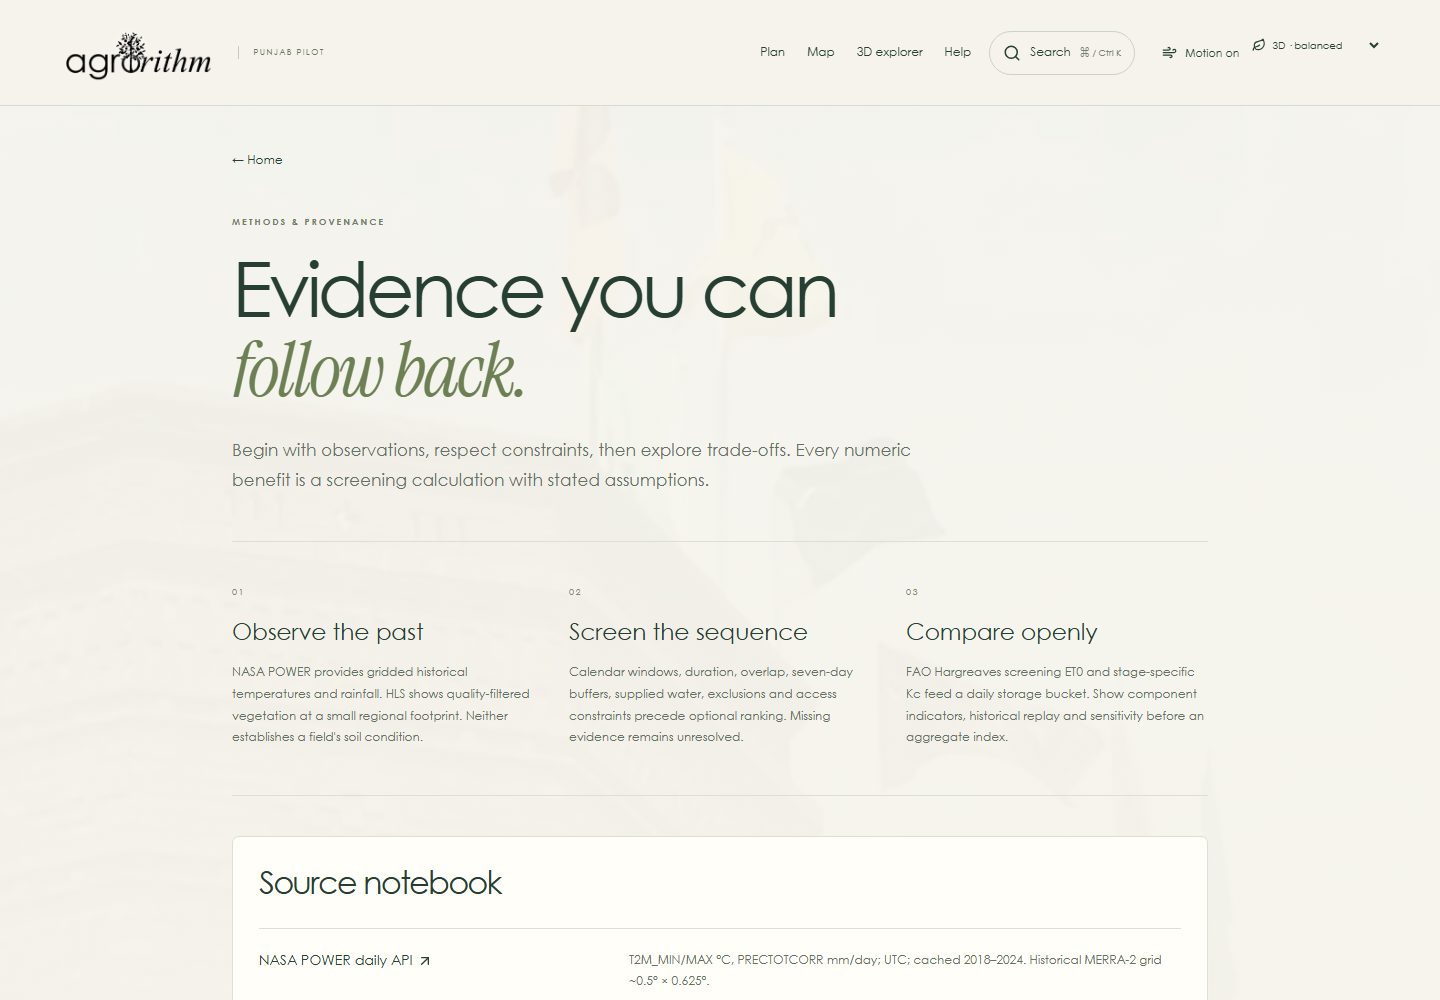 agrorithm
PUNJAB PILOT
Plan
Map
3D explorer
Help
Search ⌘ / Ctrl K
Motion on
3D · balanced
← Home
METHODS & PROVENANCE
Evidence you can
follow back.
Begin with observations, respect constraints, then explore trade-offs. Every numeric
benefit is a screening calculation with stated assumptions.
01
Observe the past
NASA POWER provides gridded historical
temperatures and rainfall. HLS shows quality-filtered
vegetation at a small regional footprint. Neither
establishes a field's soil condition.
02
Screen the sequence
Calendar windows, duration, overlap, seven-day
buffers, supplied water, exclusions and access
constraints precede optional ranking. Missing
evidence remains unresolved.
03
Compare openly
FAO Hargreaves screening ET0 and stage-specific
Kc feed a daily storage bucket. Show component
indicators, historical replay and sensitivity before an
aggregate index.
Source notebook
NASA POWER daily API ↗
T2M_MIN/MAX °C, PRECTOTCORR mm/day; UTC; cached 2018–2024. Historical MERRA-2 grid
~0.5° × 0.625°.